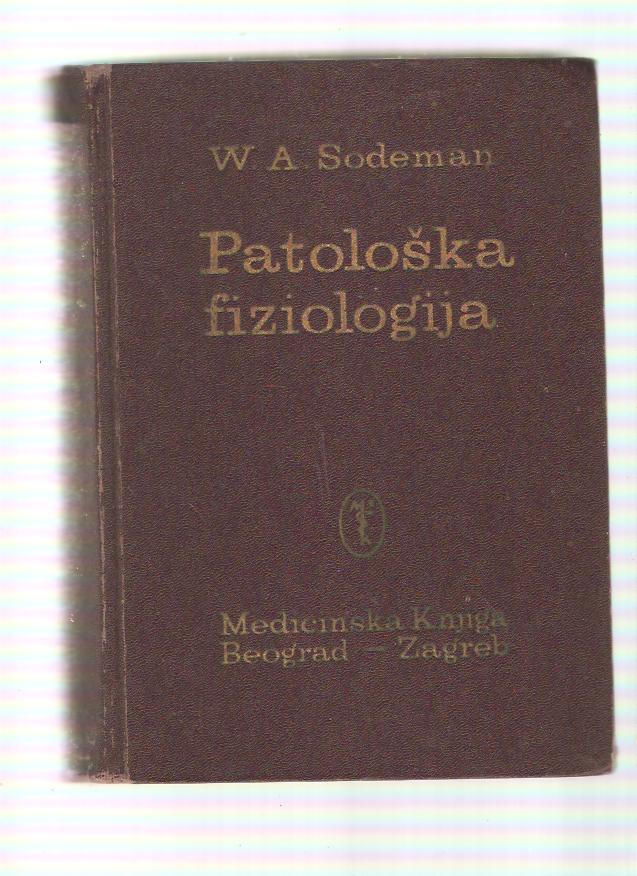 W. A. Sodeman
Patološka
fiziologija
Medicinska Knjiga
Beograd — Zagreb